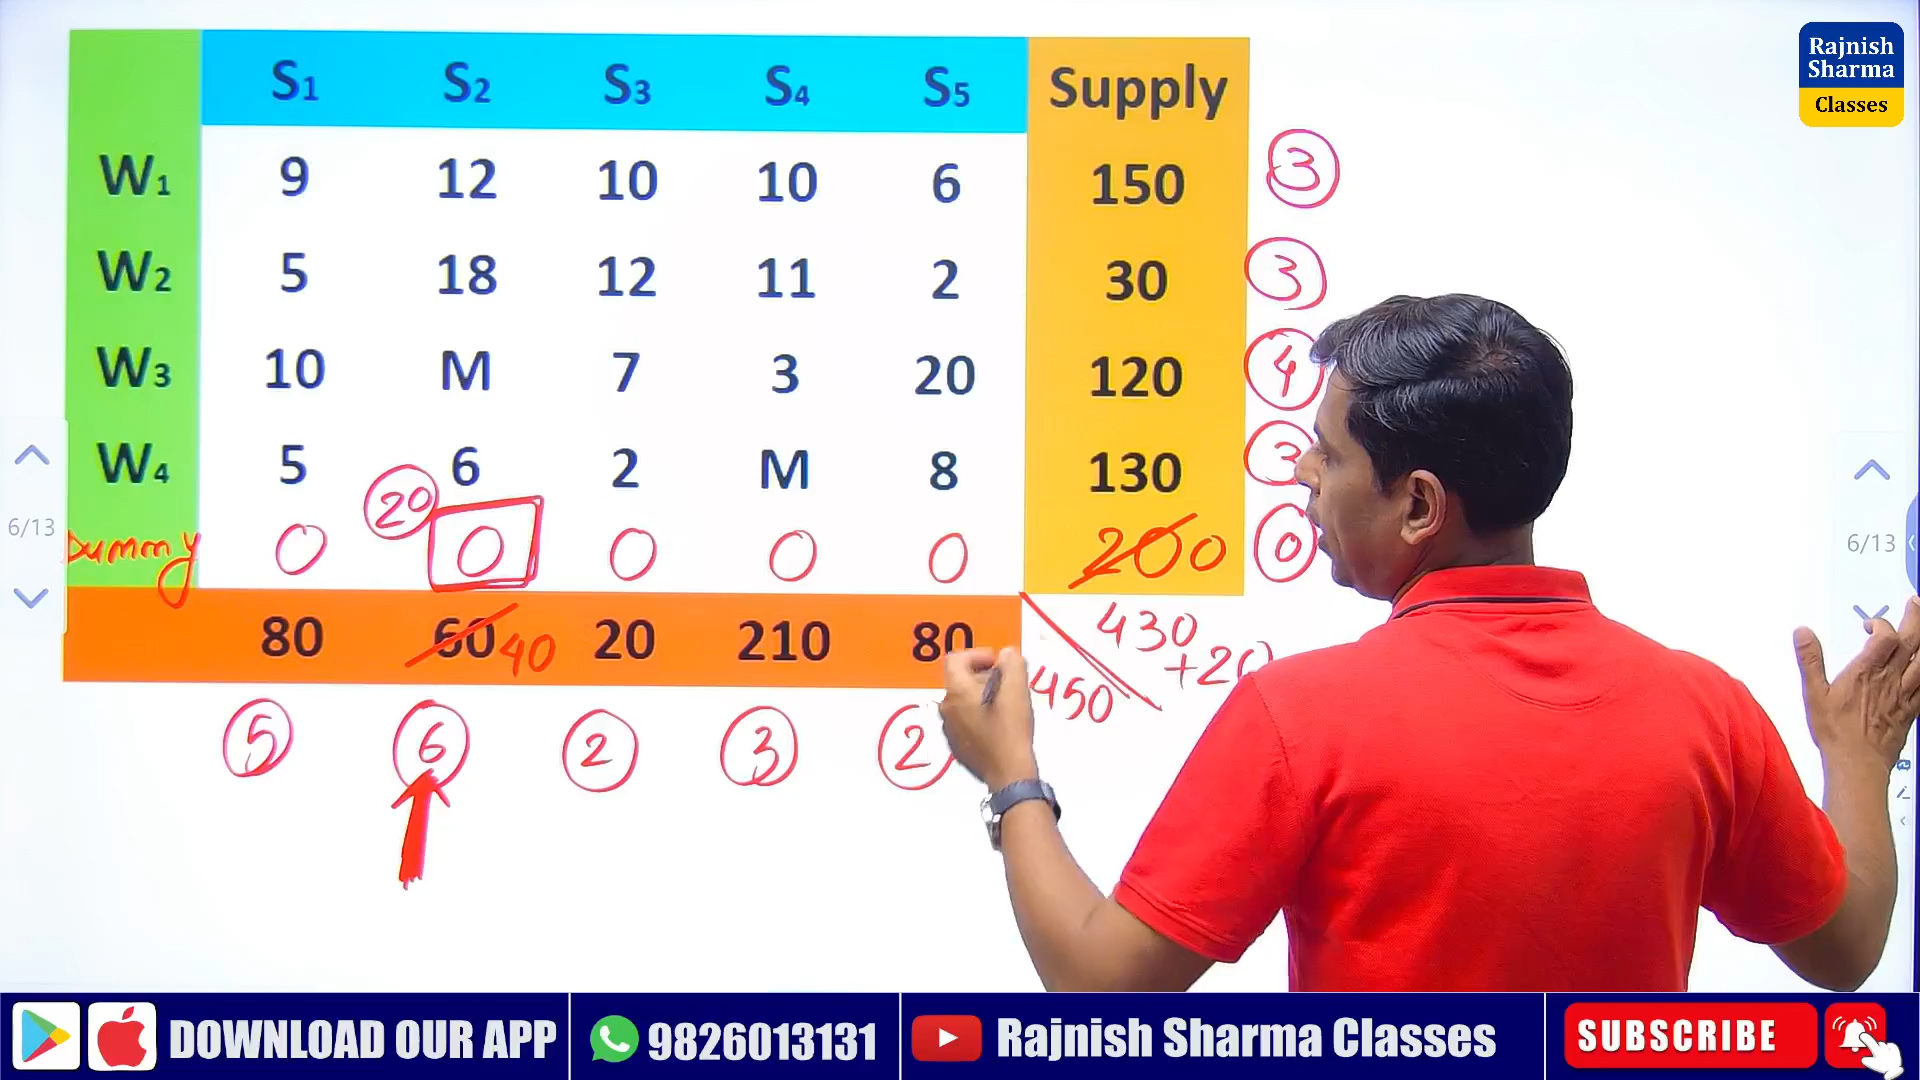 S1 S2 S3 S4 S5 Supply
W1 9 12 10 10 6 150 3
W2 5 18 12 11 2 30 3
W3 10 M 7 3 20 120 4
W4 5 6 2 M 8 130 3
20
Dummy 0 0 0 0 0 200 0 0
80 60 40 20 210 80
430
+20
450
5 6 2 3 2
6/13
6/13
Rajnish
Sharma
Classes
DOWNLOAD OUR APP 9826013131 Rajnish Sharma Classes SUBSCRIBE